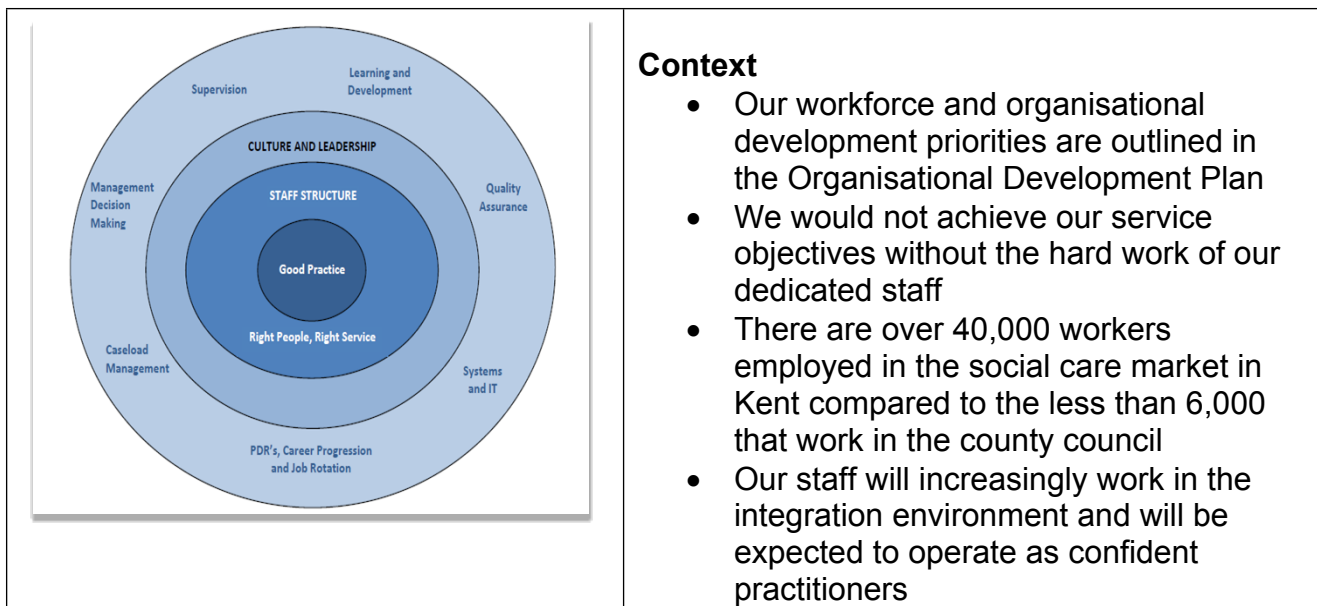 Supervision
Learning and
Development
CULTURE AND LEADERSHIP
Management
Decision
Making
STAFF STRUCTURE
Quality
Assurance
Good Practice
Right People, Right Service
Caseload
Management
Systems
and IT
PDR's, Career Progression
and Job Rotation
Context
• Our workforce and organisational
development priorities are outlined in
the Organisational Development Plan
• We would not achieve our service
objectives without the hard work of our
dedicated staff
• There are over 40,000 workers
employed in the social care market in
Kent compared to the less than 6,000
that work in the county council
• Our staff will increasingly work in the
integration environment and will be
expected to operate as confident
practitioners